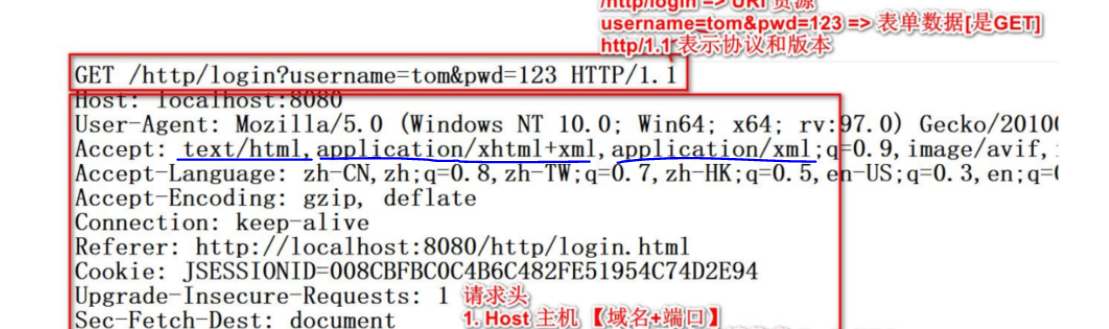 /http/login => URI 资源
username=tom&pwd=123 => 表单数据[是GET]
http/1.1 表示协议和版本
GET /http/login?username=tom&pwd=123 HTTP/1.1
Host: localhost:8080
User-Agent: Mozilla/5.0 (Windows NT 10.0; Win64; x64; rv:97.0) Gecko/2010
Accept: text/html,application/xhtml+xml,application/xml;q=0.9,image/avif,
Accept-Language: zh-CN,zh;q=0.8,zh-TW;q=0.7,zh-HK;q=0.5,en-US;q=0.3,en;q=
Accept-Encoding: gzip, deflate
Connection: keep-alive
Referer: http://localhost:8080/http/login.html
Cookie: JSESSIONID=008CBFBC0C4B6C482FE51954C74D2E94
Upgrade-Insecure-Requests: 1 请求头
Sec-Fetch-Dest: document 1. Host 主机 【域名+端口】